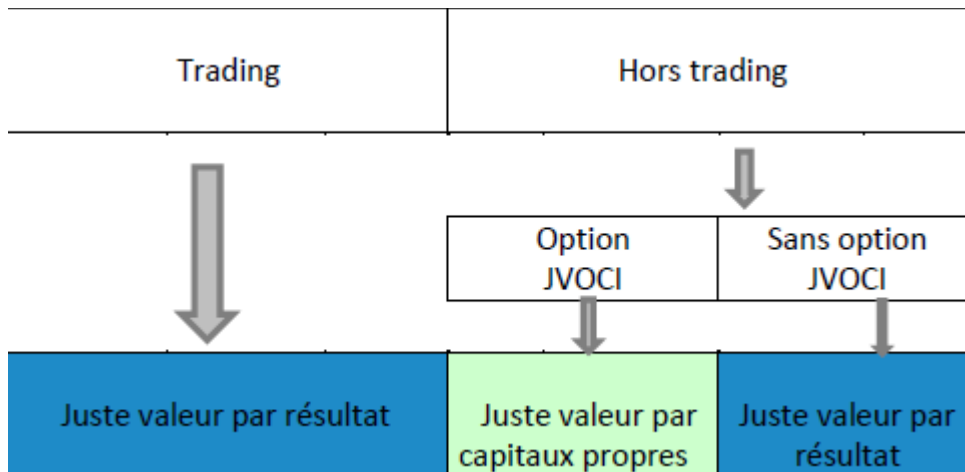 Trading
Hors trading
Option
JVOCI
Sans option
JVOCI
Juste valeur par résultat
Juste valeur par
capitaux propres
Juste valeur par
résultat